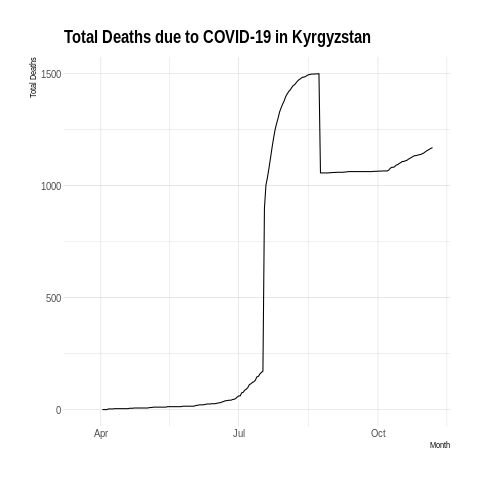 Total Deaths due to COVID-19 in Kyrgyzstan
Total Deaths
1500
1000
500
0
Apr
Jul
Oct
Month